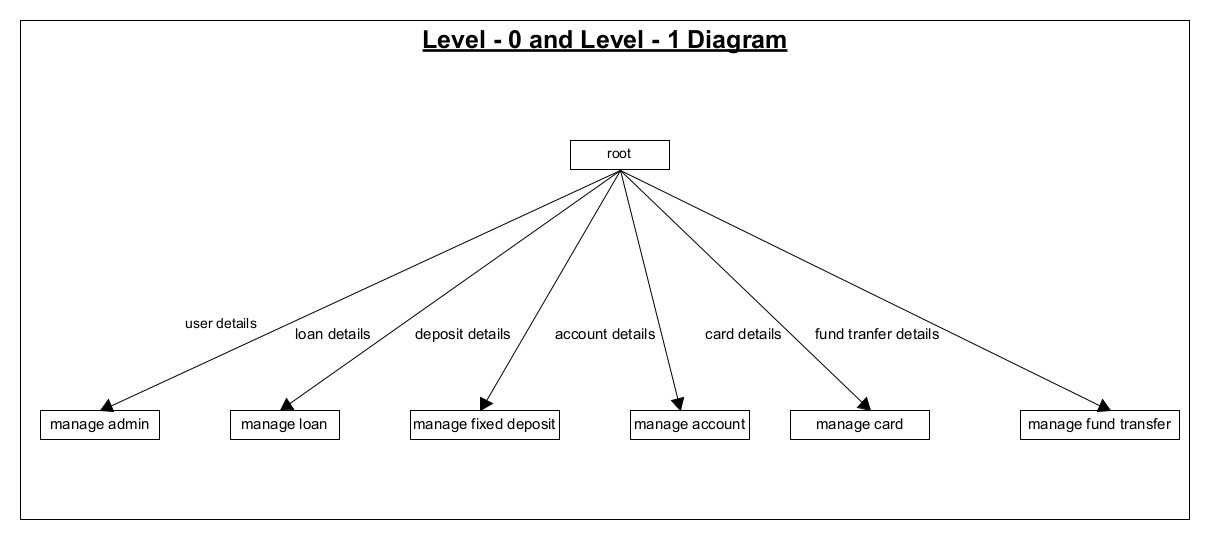 Level - 0 and Level - 1 Diagram
root
user details
loan details
deposit details
account details
card details
fund tranfer details
manage admin
manage loan
manage fixed deposit
manage account
manage card
manage fund transfer